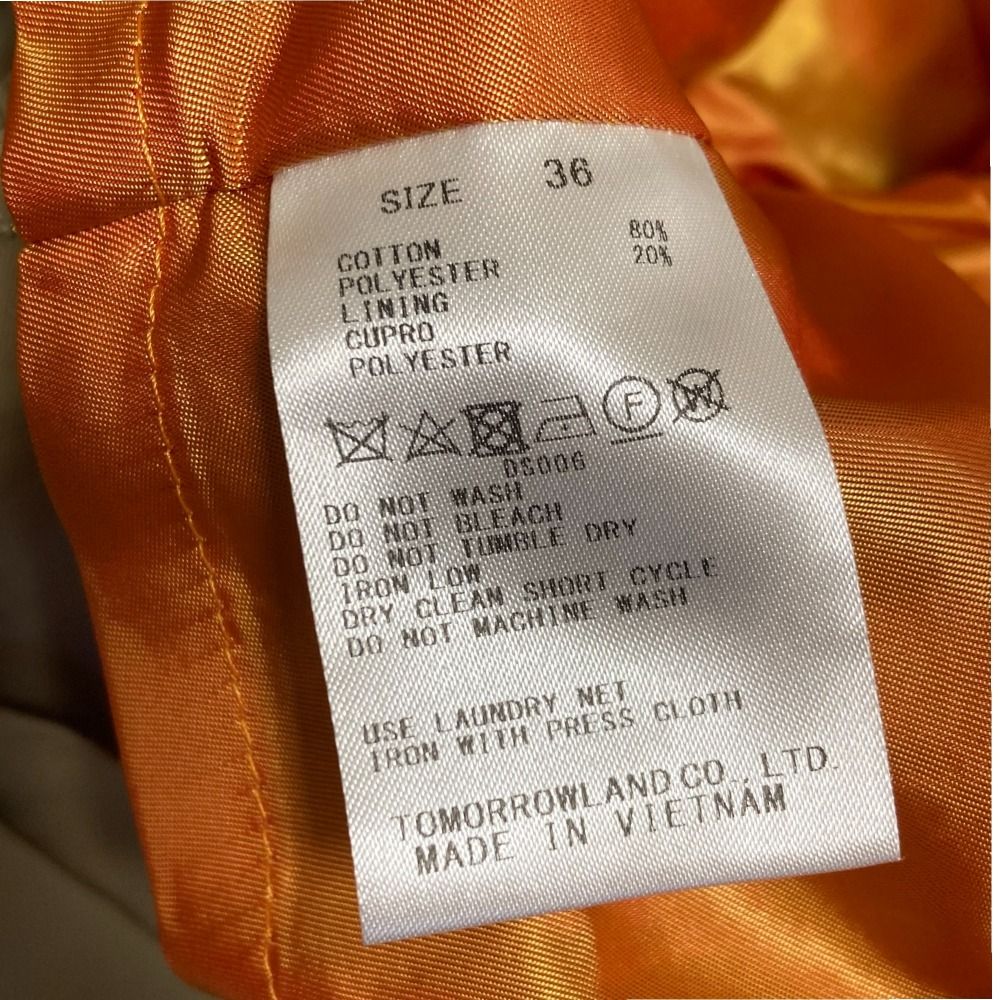 SIZE 36
COTTON 80%
POLYESTER 20%
LINING
CUPRO
POLYESTER
F W
DS006
DO NOT WASH
DO NOT BLEACH
DO NOT TUMBLE DRY
IRON LOW
DRY CLEAN SHORT CYCLE
DO NOT MACHINE WASH
USE LAUNDRY NET
IRON WITH PRESS CLOTH
TOMORROWLAND CO., LTD.
MADE IN VIETNAM